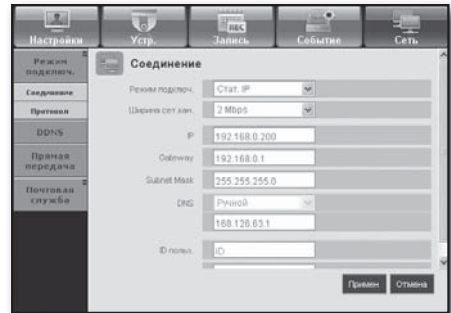 Настройки Устр. Запись Событие Сеть
REC
Режим
подключ.
Соединение
Протокол
DDNS
Прямая
передача
Почтовая
служба
Соединение
Режим подключ. Стат. IP
Ширина сет.кан. 2 Mbps
IP 192.168.0.200
Gateway 192.168.0.1
Subnet Mask 255.255.255.0
DNS Ручной
168.126.63.1
ID польз. ID
Примен Отмена